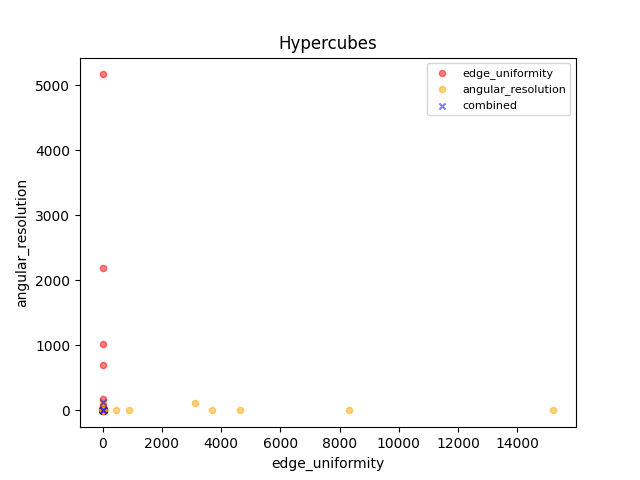 Hypercubes
edge_uniformity
angular_resolution
combined
angular_resolution
5000
4000
3000
2000
1000
0
0 2000 4000 6000 8000 10000 12000 14000
edge_uniformity